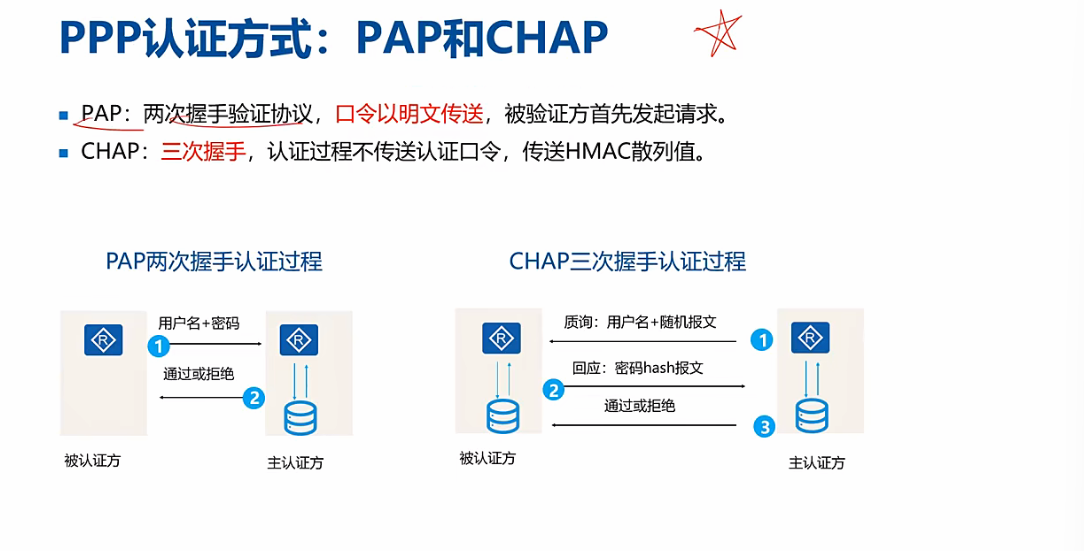 PPP认证方式：PAP和CHAP
PAP：两次握手验证协议，口令以明文传送，被验证方首先发起请求。
CHAP：三次握手，认证过程不传送认证口令，传送HMAC散列值。
PAP两次握手认证过程
CHAP三次握手认证过程
R
用户名+密码
1
R
通过或拒绝
2
被认证方
主认证方
R
质询：用户名+随机报文
1
R
回应：密码hash报文
2
通过或拒绝
3
被认证方
主认证方